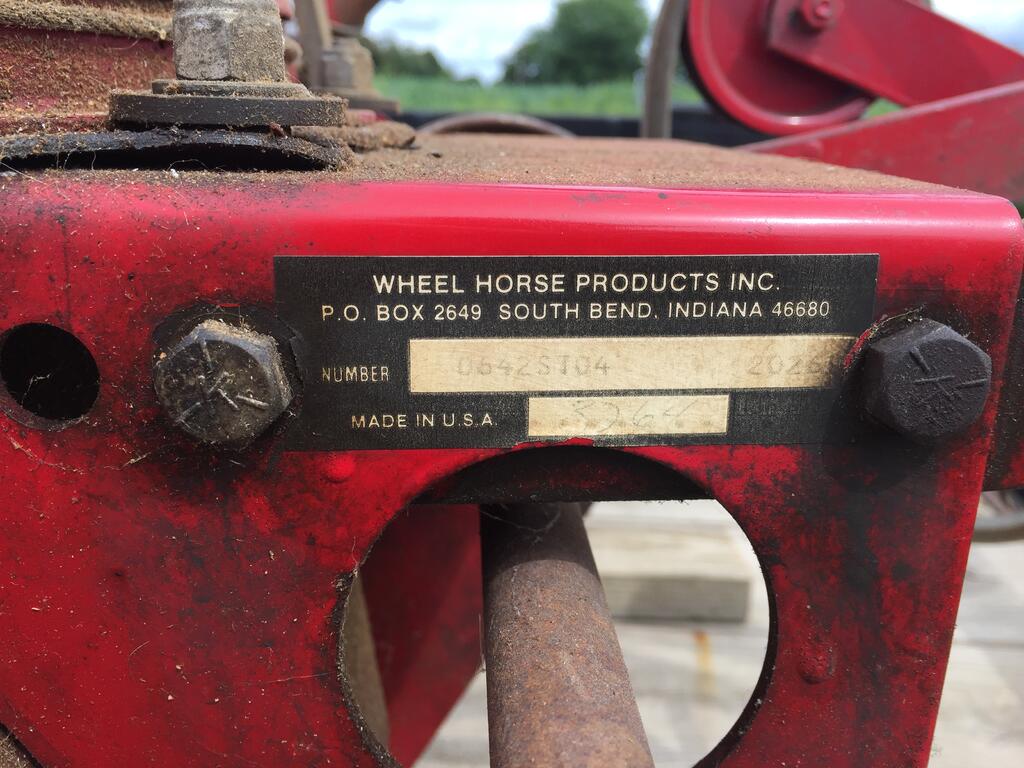 WHEEL HORSE PRODUCTS INC.
P.O. BOX 2649 SOUTH BEND, INDIANA 46680
NUMBER 0642ST04
MADE IN U.S.A.